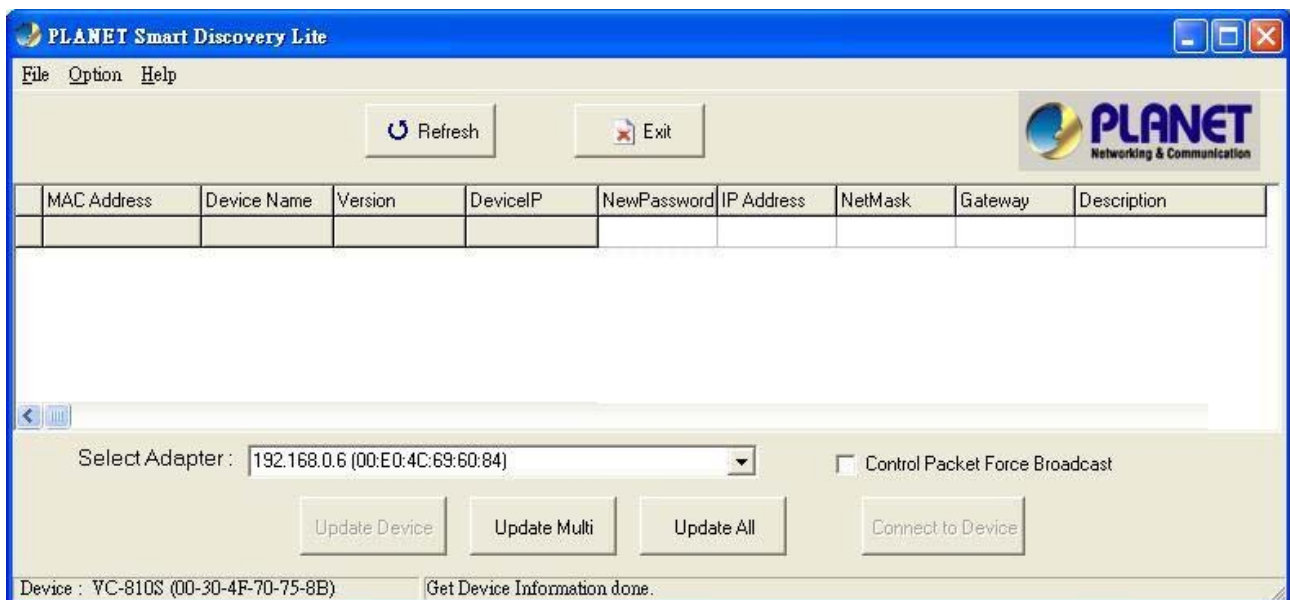 PLANET Smart Discovery Lite
File Option Help
Refresh Exit
PLANET
Networking & Communication
MAC Address Device Name Version DeviceIP NewPassword IP Address NetMask Gateway Description
Select Adapter : 192.168.0.6 (00:E0:4C:69:60:84) Control Packet Force Broadcast
Update Device Update Multi Update All Connect to Device
Device : VC-810S (00-30-4F-70-75-8B) Get Device Information done.